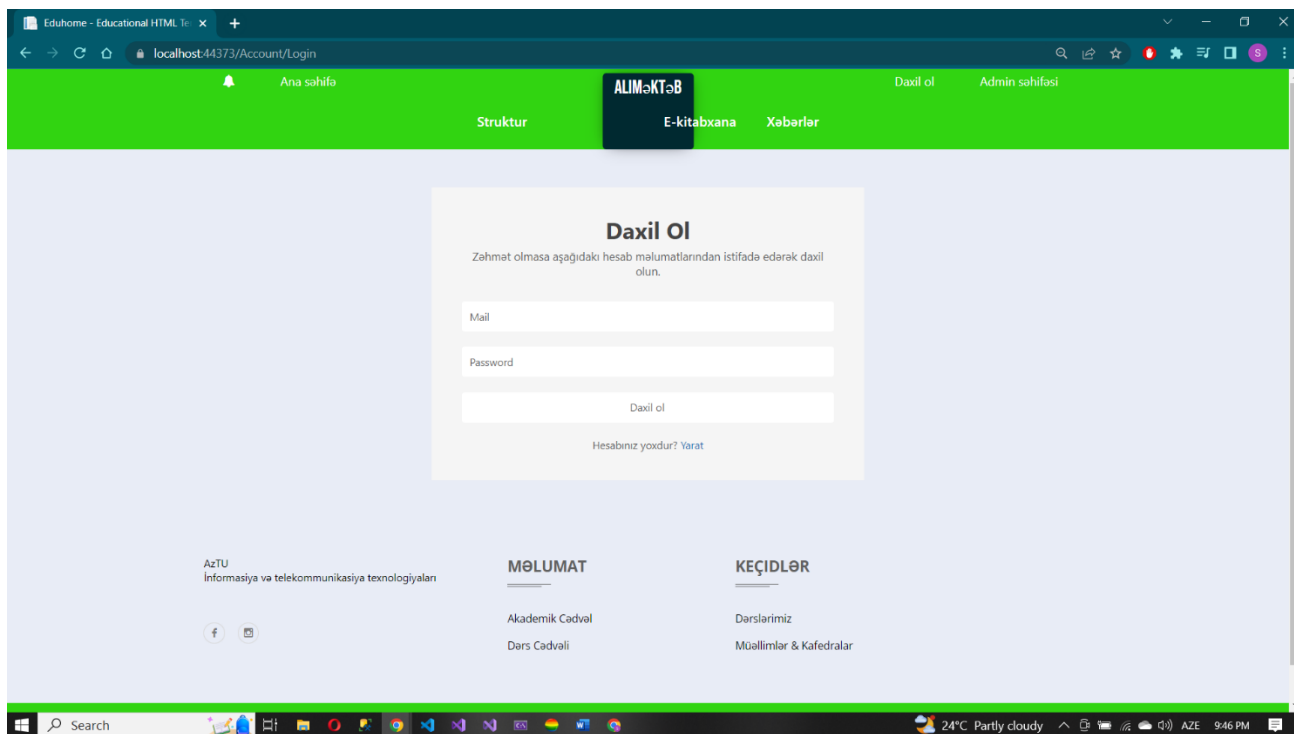 Eduhome - Educational HTML Te
localhost:44373/Account/Login
S
Ana səhifə
ALIMəKTəB
Daxil ol
Admin səhifəsi
Struktur
E-kitabxana
Xəbərlər
Daxil Ol
Zəhmət olmasa aşağıdakı hesab məlumatlarından istifadə edərək daxil
olun.
Mail
Password
Daxil ol
Hesabınız yoxdur? Yarat
AzTU
İnformasiya və telekommunikasiya texnologiyaları
MƏLUMAT
KEÇIDLƏR
Akademik Cədvəl
Dərslərimiz
Dərs Cədvəli
Müəllimlər & Kafedralar
Search
24°C Partly cloudy
AZE
9:46 PM